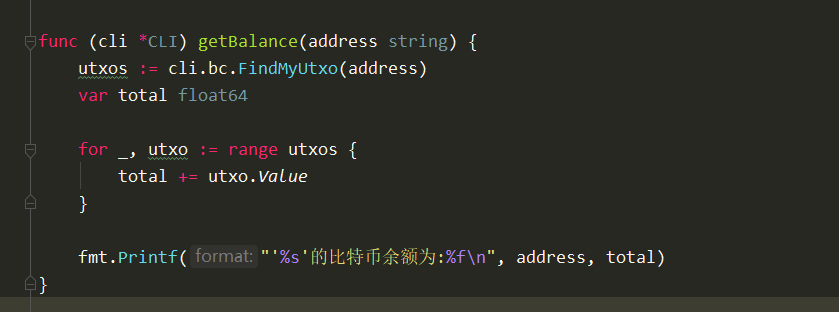 func (cli *CLI) getBalance(address string) {
utxos := cli.bc.FindMyUtxo(address)
var total float64
for _, utxo := range utxos {
total += utxo.Value
}
fmt.Printf( format: "'%s'的比特币余额为:%f\n", address, total)
}